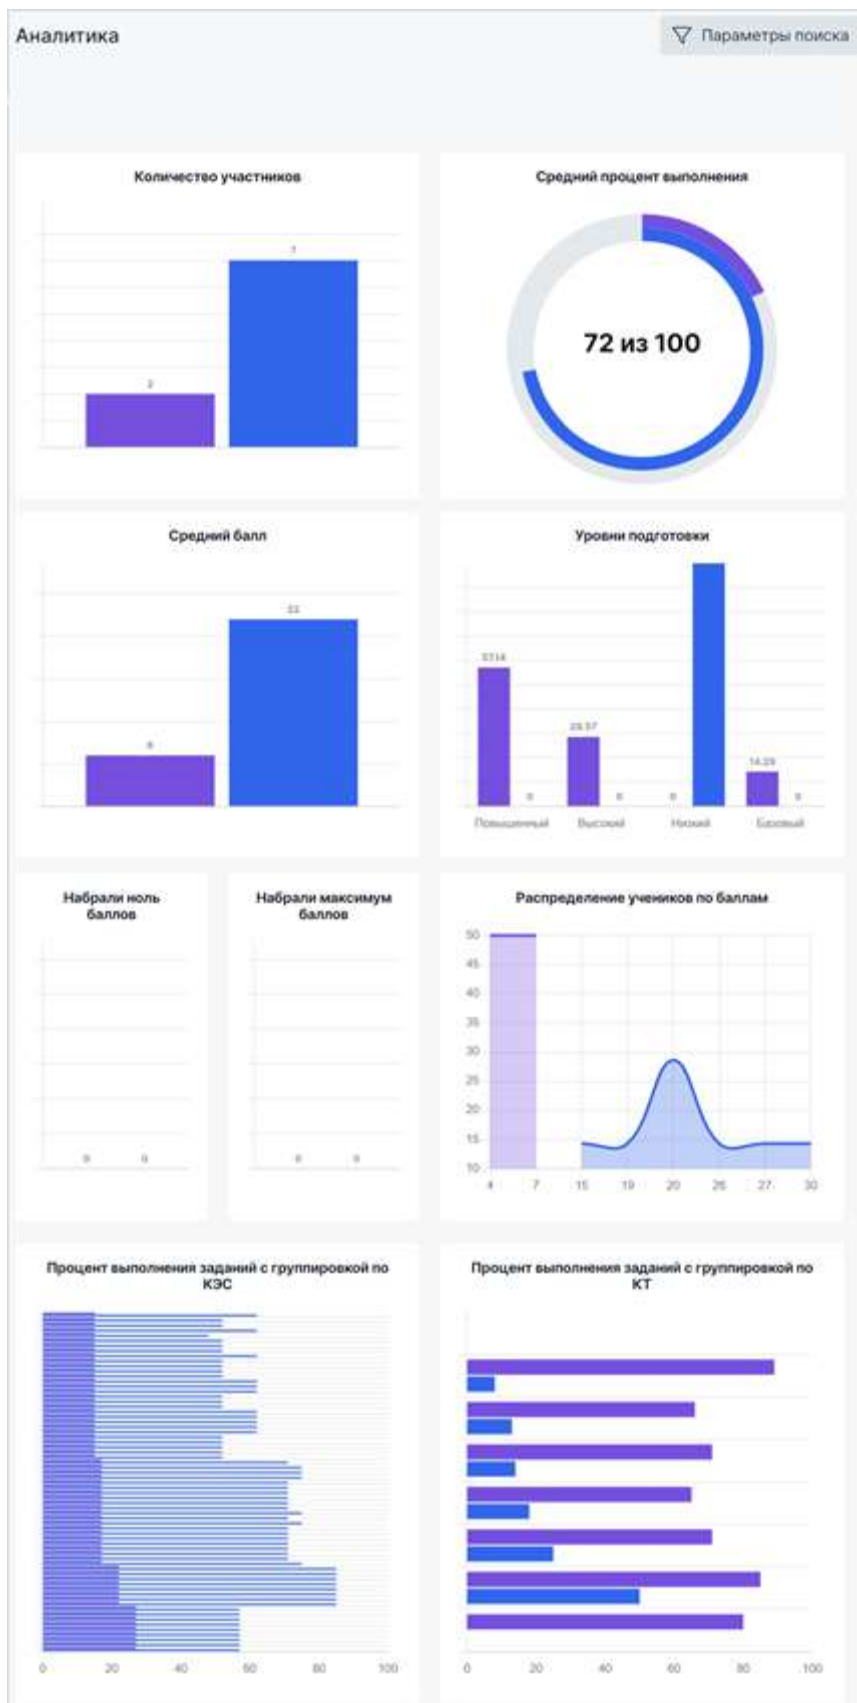 Аналитика
Параметры поиска
Количество участников
7
2
Средний процент выполнения
72 из 100
Средний балл
22
6
Уровни подготовки
57.14
28.57
14.29
0
0
0
0
Повышенный
Высокий
Низкий
Базовый
Набрали ноль
баллов
0
0
Набрали максимум
баллов
0
0
Распределение учеников по баллам
50
45
40
35
30
25
20
15
10
4
7
15
19
20
26
27
30
Процент выполнения заданий с группировкой по
КЭС
0
20
40
60
80
100
Процент выполнения заданий с группировкой по
КТ
0
20
40
60
80
100